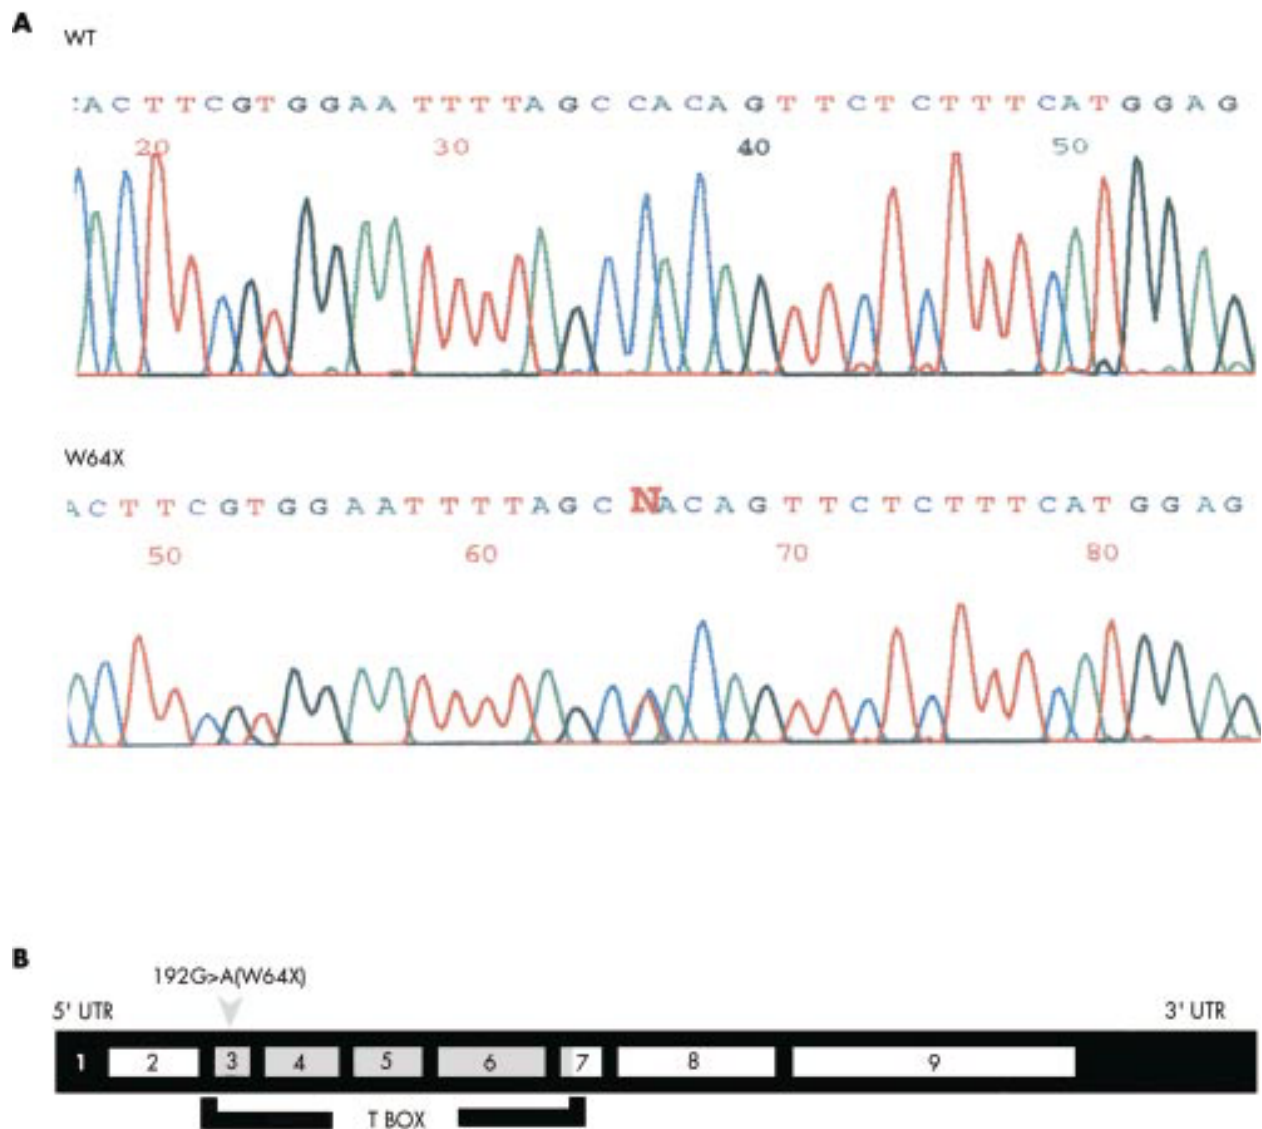 A
WT
ACTTCGTGGAATTTTAGCCACAGTTCTCTTTCATGGAG
20 30 40 50
W64X
ACTTCGTGGAATTTTAGCNACAGTTCTCTTTCATGGAG
50 60 70 80
B
192G>A(W64X)
5' UTR 3' UTR
1 2 3 4 5 6 7 8 9
T BOX